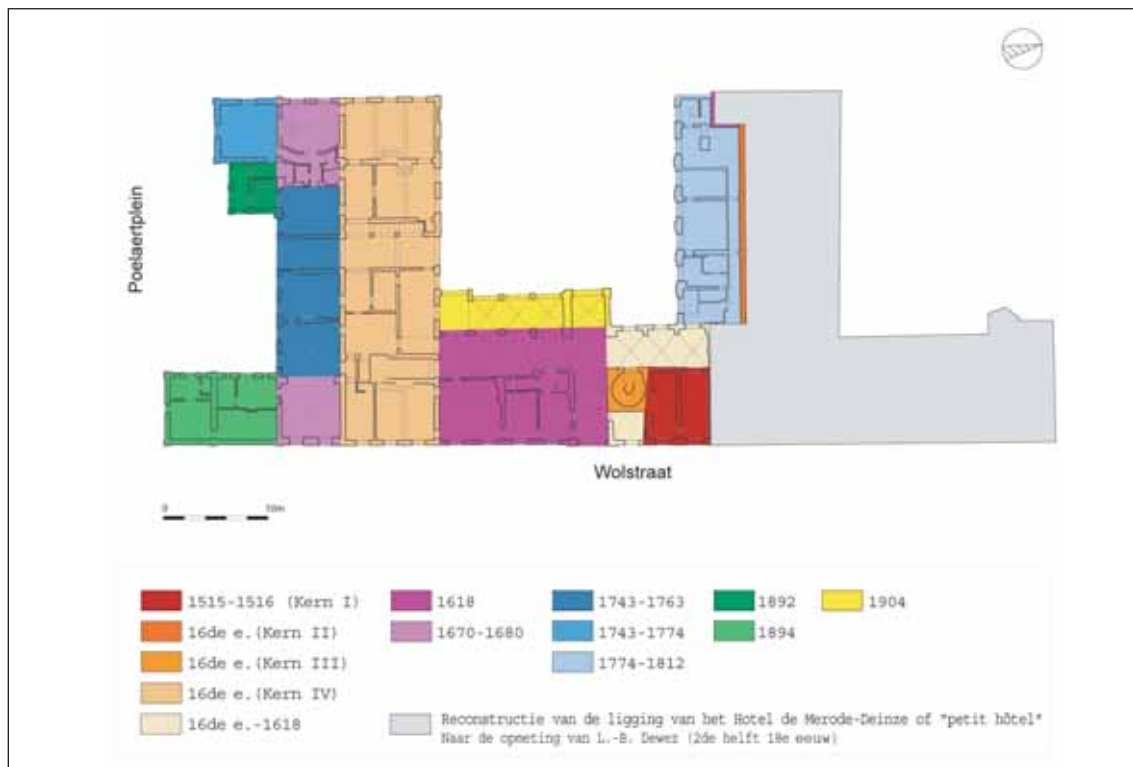 Poelaertplein
Wolstraat
0 10m
1515-1516 (Kern I)
16de e.(Kern II)
16de e.(Kern III)
16de e.(Kern IV)
16de e.-1618
1618
1670-1680
1743-1763
1743-1774
1774-1812
1892
1894
1904
Reconstructie van de ligging van het Hotel de Merode-Deinze of "petit hôtel"
Naar de opmeting van L.-B. Dewez (2de helft 18e eeuw)